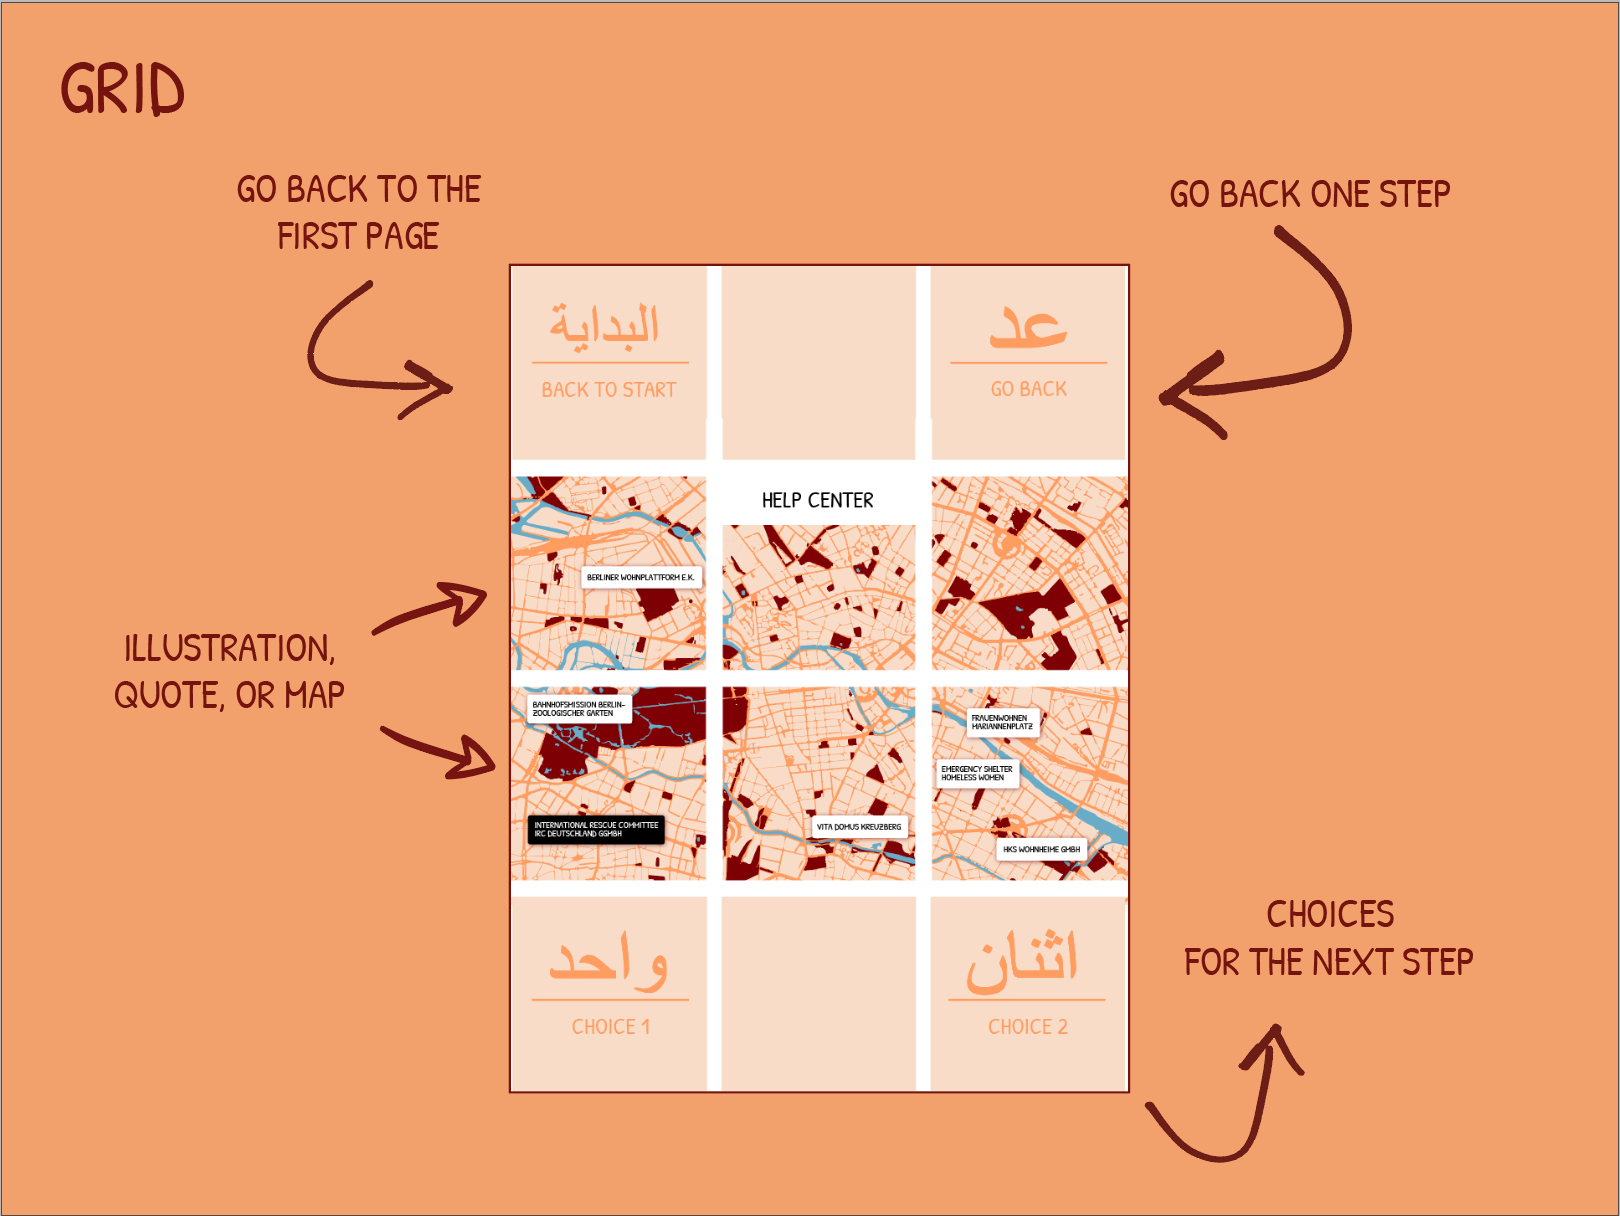 GRID
GO BACK TO THE
FIRST PAGE
GO BACK ONE STEP
البداية
BACK TO START
عد
GO BACK
HELP CENTER
BERLINER WOHNPLATTFORM E.K.
ILLUSTRATION,
QUOTE, OR MAP
BAHNHOFSMISSION BERLIN-
ZOOLOGISCHER GARTEN
INTERNATIONAL RESCUE COMMITTEE
IRC DEUTSCHLAND GGMBH
VITA DOMUS KREUZBERG
FRAUENWOHNEN
MARIANNENPLATZ
EMERGENCY SHELTER
HOMELESS WOMEN
HKS WOHNHEIME GMBH
واحد
CHOICE 1
اثنان
CHOICE 2
CHOICES
FOR THE NEXT STEP